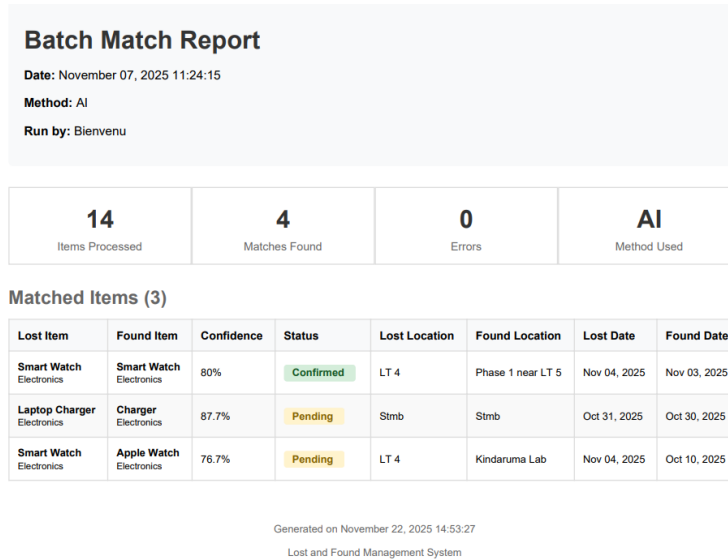 Batch Match Report
Date: November 07, 2025 11:24:15
Method: AI
Run by: Bienvenu
14 4 0 AI
Items Processed Matches Found Errors Method Used
Matched Items (3)
Lost Item Found Item Confidence Status Lost Location Found Location Lost Date Found Date
Smart Watch Smart Watch 80% Confirmed LT 4 Phase 1 near LT 5 Nov 04, 2025 Nov 03, 2025
Electronics Electronics
Laptop Charger Charger 87.7% Pending Stmb Stmb Oct 31, 2025 Oct 30, 2025
Electronics Electronics
Smart Watch Apple Watch 76.7% Pending LT 4 Kindaruma Lab Nov 04, 2025 Oct 10, 2025
Electronics Electronics
Generated on November 22, 2025 14:53:27
Lost and Found Management System